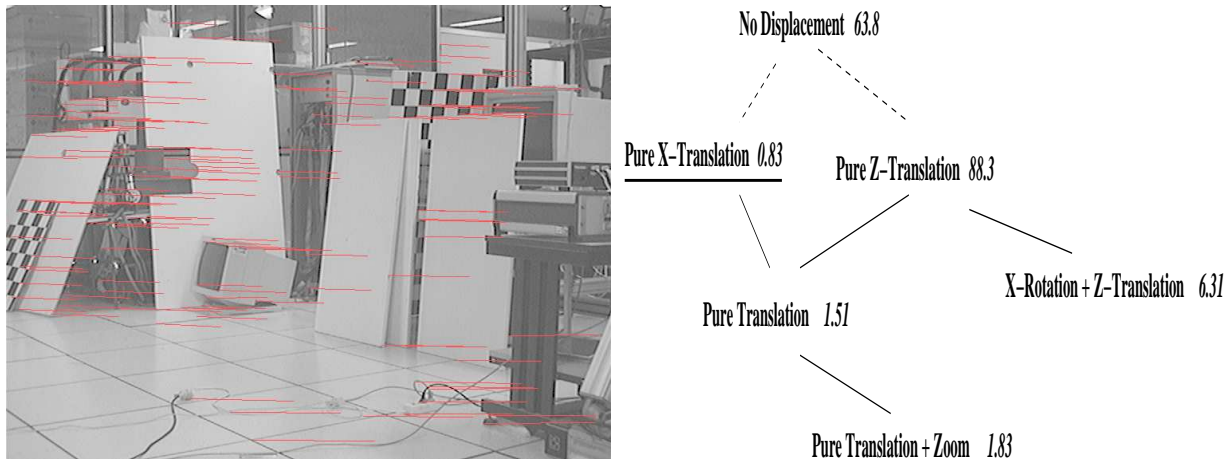 No Displacement 63.8
Pure X–Translation 0.83
Pure Z–Translation 88.3
X–Rotation + Z–Translation 6.31
Pure Translation 1.51
Pure Translation + Zoom 1.83